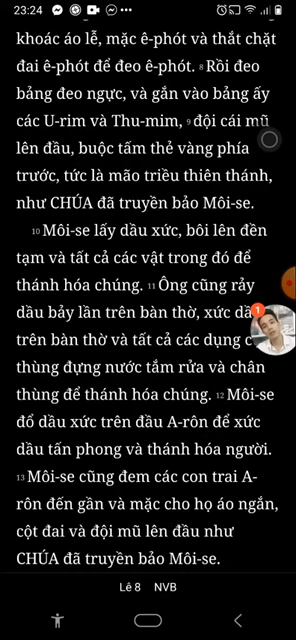 23:24
khoác áo lễ, mặc ê-phót và thắt chặt
đai ê-phót để đeo ê-phót. 8 Rồi đeo
bảng đeo ngực, và gắn vào bảng ấy
các U-rim và Thu-mim, 9 đội cái mũ
lên đầu, buộc tấm thẻ vàng phía
trước, tức là mão triều thiên thánh,
như CHÚA đã truyền bảo Môi-se.
10 Môi-se lấy dầu xức, bôi lên đền
tạm và tất cả các vật trong đó để
thánh hóa chúng. 11 Ông cũng rảy
dầu bảy lần trên bàn thờ, xức dầ
trên bàn thờ và tất cả các dụng c
thùng đựng nước tắm rửa và chân
thùng để thánh hóa chúng. 12 Môi-se
đổ dầu xức trên đầu A-rôn để xức
dầu tấn phong và thánh hóa người.
13 Môi-se cũng đem các con trai A-
rôn đến gần và mặc cho họ áo ngắn,
cột đai và đội mũ lên đầu như
CHÚA đã truyền bảo Môi-se.
1
Lê 8 NVB